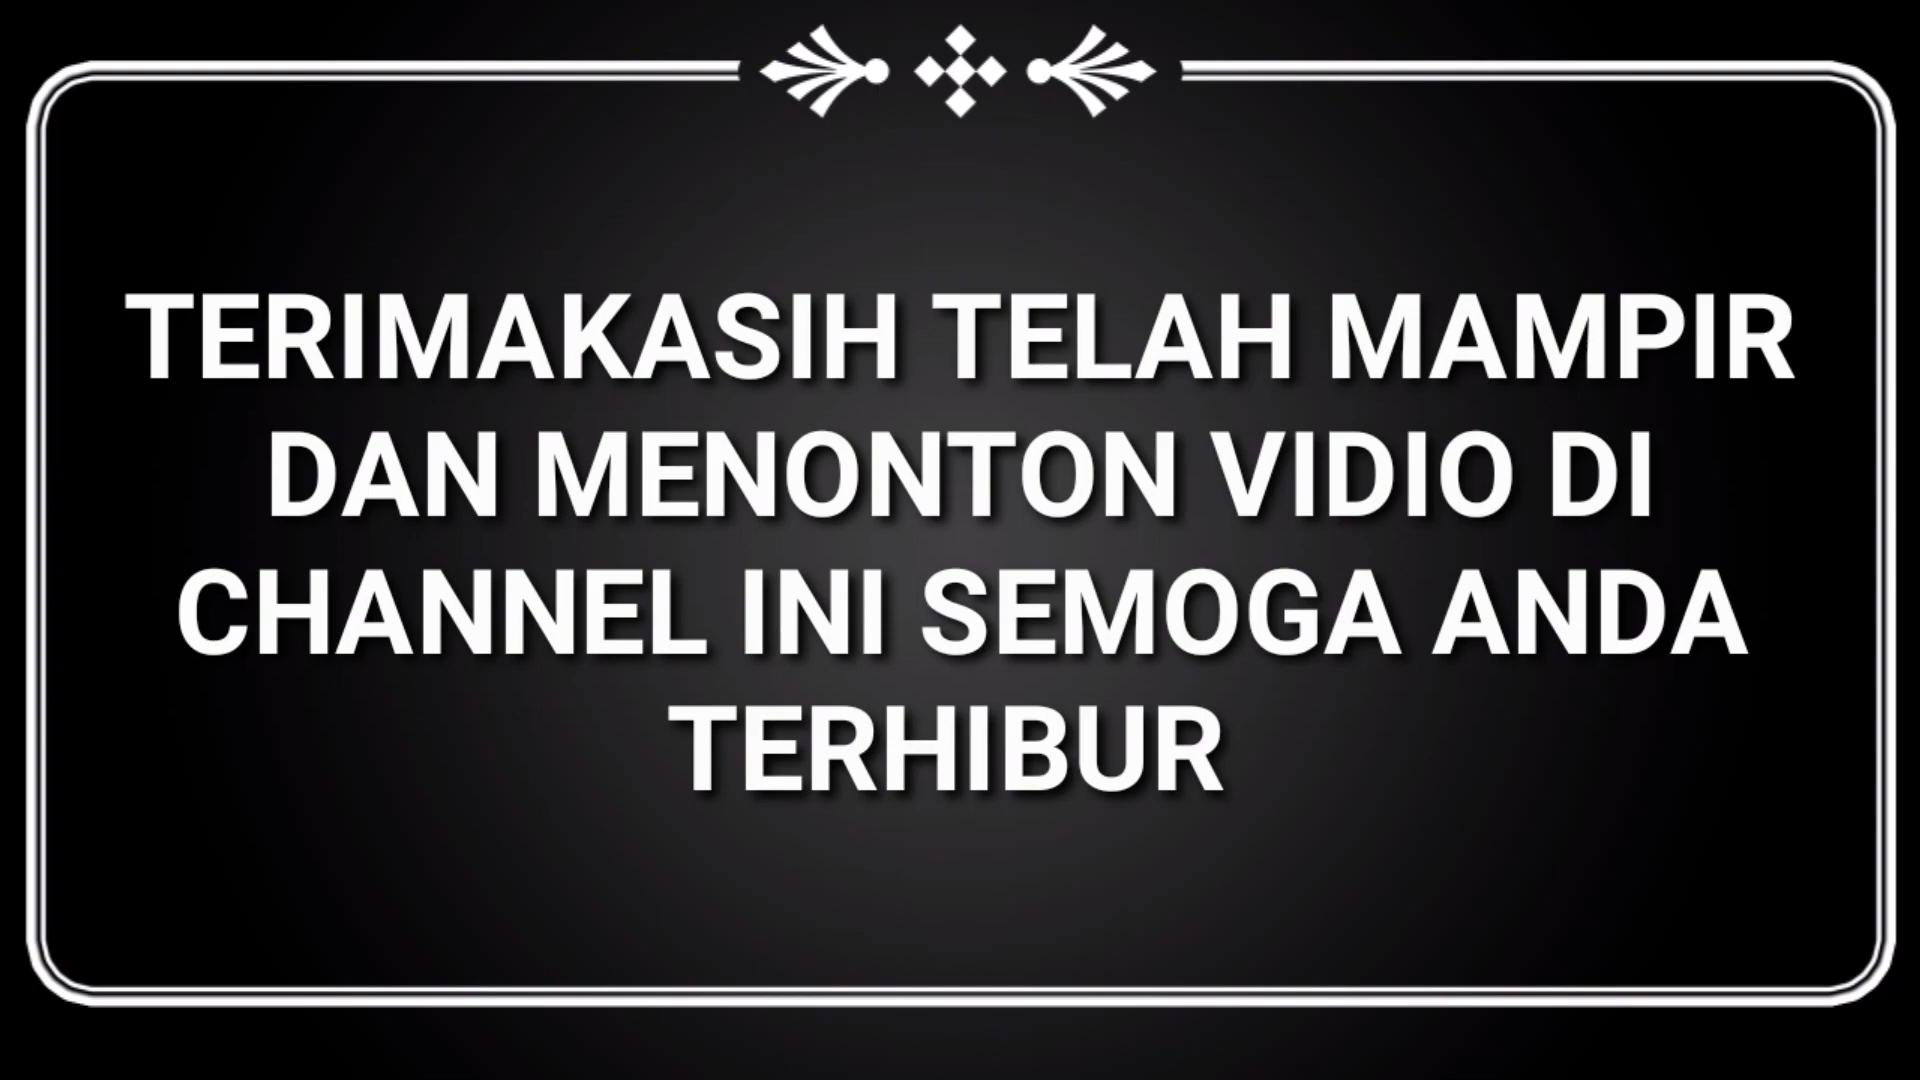 TERIMAKASIH TELAH MAMPIR
DAN MENONTON VIDIO DI
CHANNEL INI SEMOGA ANDA
TERHIBUR